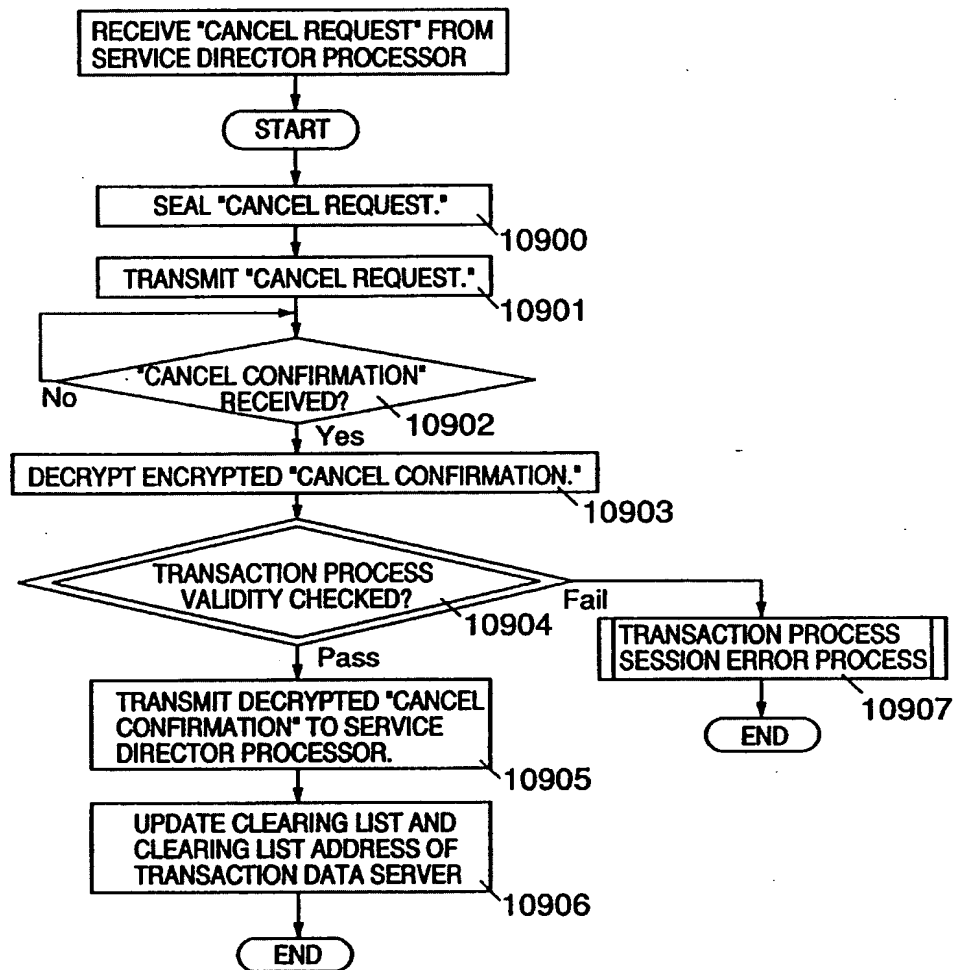 RECEIVE "CANCEL REQUEST" FROM
SERVICE DIRECTOR PROCESSOR
START
SEAL "CANCEL REQUEST."
10900
TRANSMIT "CANCEL REQUEST."
10901
"CANCEL CONFIRMATION"
RECEIVED?
No
10902
Yes
DECRYPT ENCRYPTED "CANCEL CONFIRMATION."
10903
TRANSACTION PROCESS
VALIDITY CHECKED?
10904
Fail
Pass
TRANSACTION PROCESS
SESSION ERROR PROCESS
10907
END
TRANSMIT DECRYPTED "CANCEL
CONFIRMATION" TO SERVICE
DIRECTOR PROCESSOR.
10905
UPDATE CLEARING LIST AND
CLEARING LIST ADDRESS OF
TRANSACTION DATA SERVER
10906
END